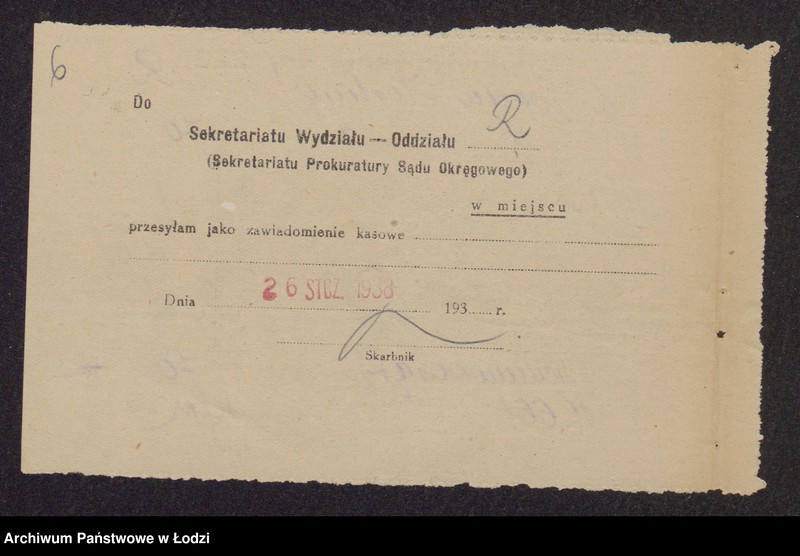 6
Do
Sekretariatu Wydziału — Oddziału R
(Sekretariatu Prokuratury Sądu Okręgowego)
w miejscu
przesyłam jako zawiadomienie kasowe
Dnia 26 STCZ. 1938 193 r.
Skarbnik
Archiwum Państwowe w Łodzi